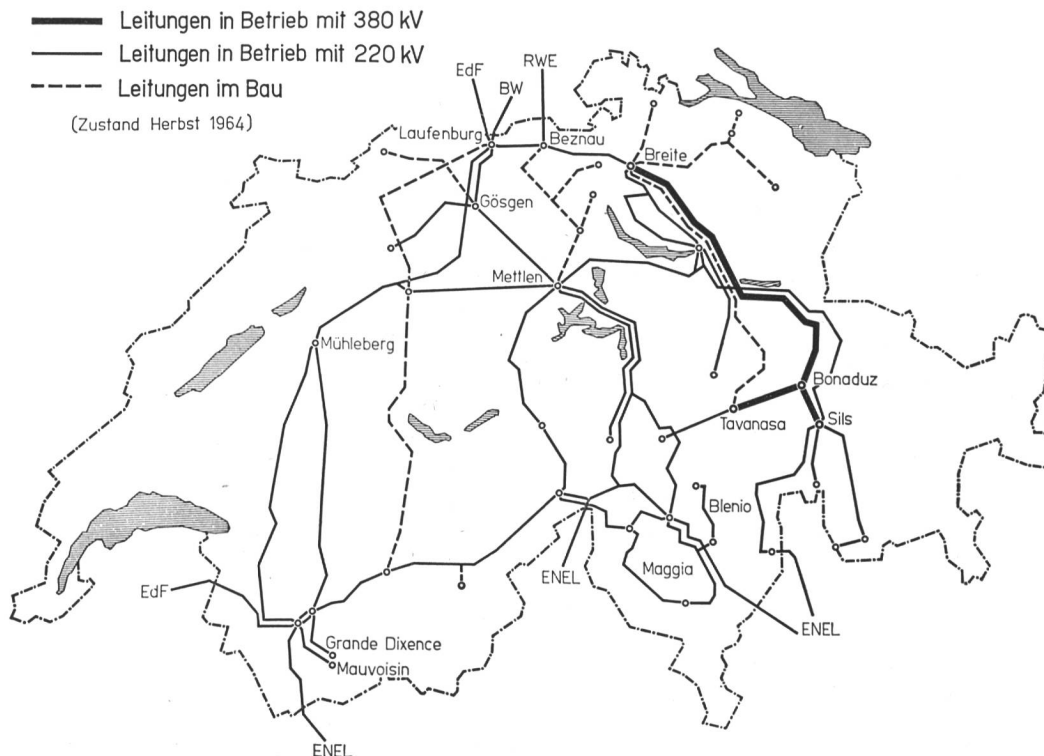 Leitungen in Betrieb mit 380 kV
Leitungen in Betrieb mit 220 kV
Leitungen im Bau
(Zustand Herbst 1964)
EdF
BW
RWE
Laufenburg
Beznau
Breite
Gösgen
Mettlen
Mühleberg
Bonaduz
Tavanasa
Sils
Blenio
Maggia
ENEL
EdF
ENEL
Grande Dixence
Mauvoisin
ENEL